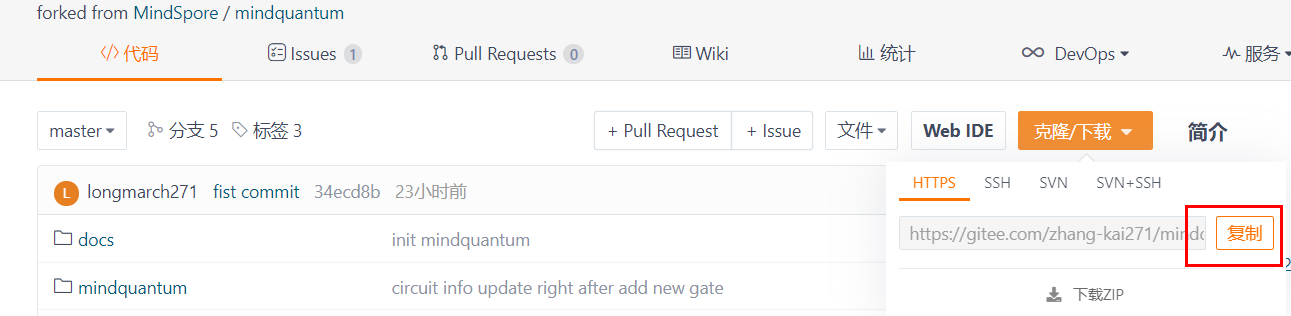 forked from MindSpore / mindquantum
代码 Issues 1 Pull Requests 0 Wiki 统计 DevOps 服务
master 分支 5 标签 3 + Pull Request + Issue 文件 Web IDE 克隆/下载 简介
longmarch271 fist commit 34ecd8b 23小时前
HTTPS SSH SVN SVN+SSH
docs init mindquantum
https://gitee.com/zhang-kai271/mind 复制
mindquantum circuit info update right after add new gate
下载ZIP